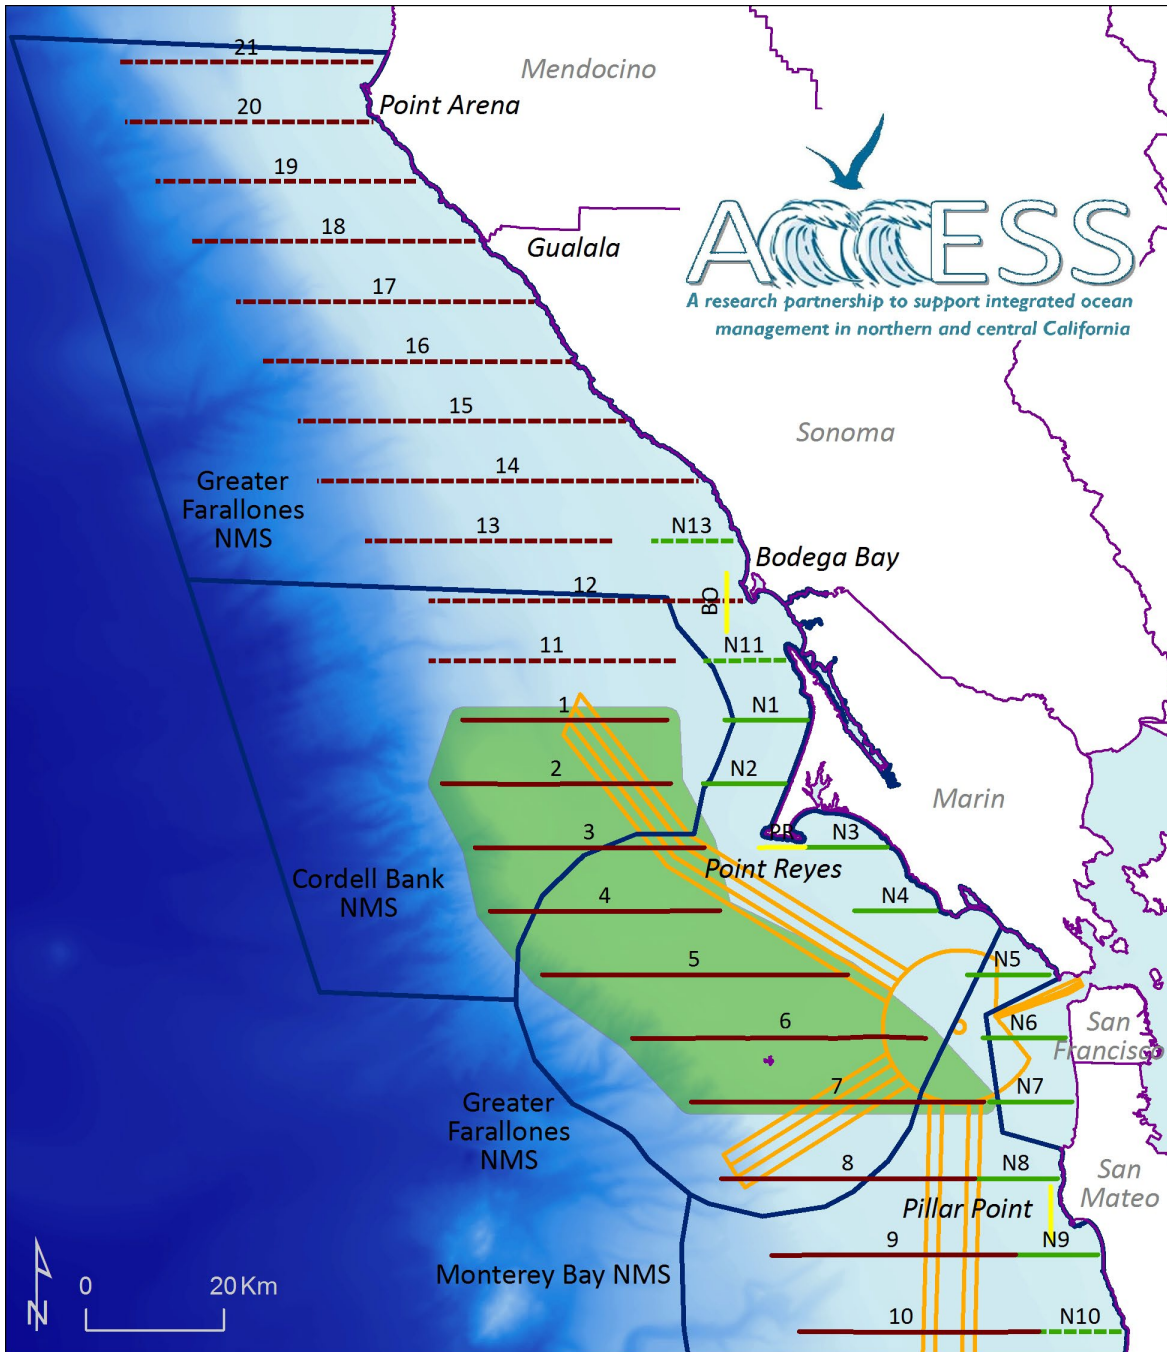 21
Mendocino
20
Point Arena
19
18
Gualala
ACCESS
A research partnership to support integrated ocean
management in northern and central California
17
16
15
Sonoma
14
Greater
Farallones
NMS
13
N13
Bodega Bay
12
BO
11
N11
1
N1
2
N2
Marin
3
PR
N3
Point Reyes
Cordell Bank
NMS
4
N4
5
N5
6
N6
San
Francisco
7
N7
Greater
Farallones
NMS
8
N8
San
Mateo
Pillar Point
9
N9
Monterey Bay NMS
0
20 Km
N
10
N10